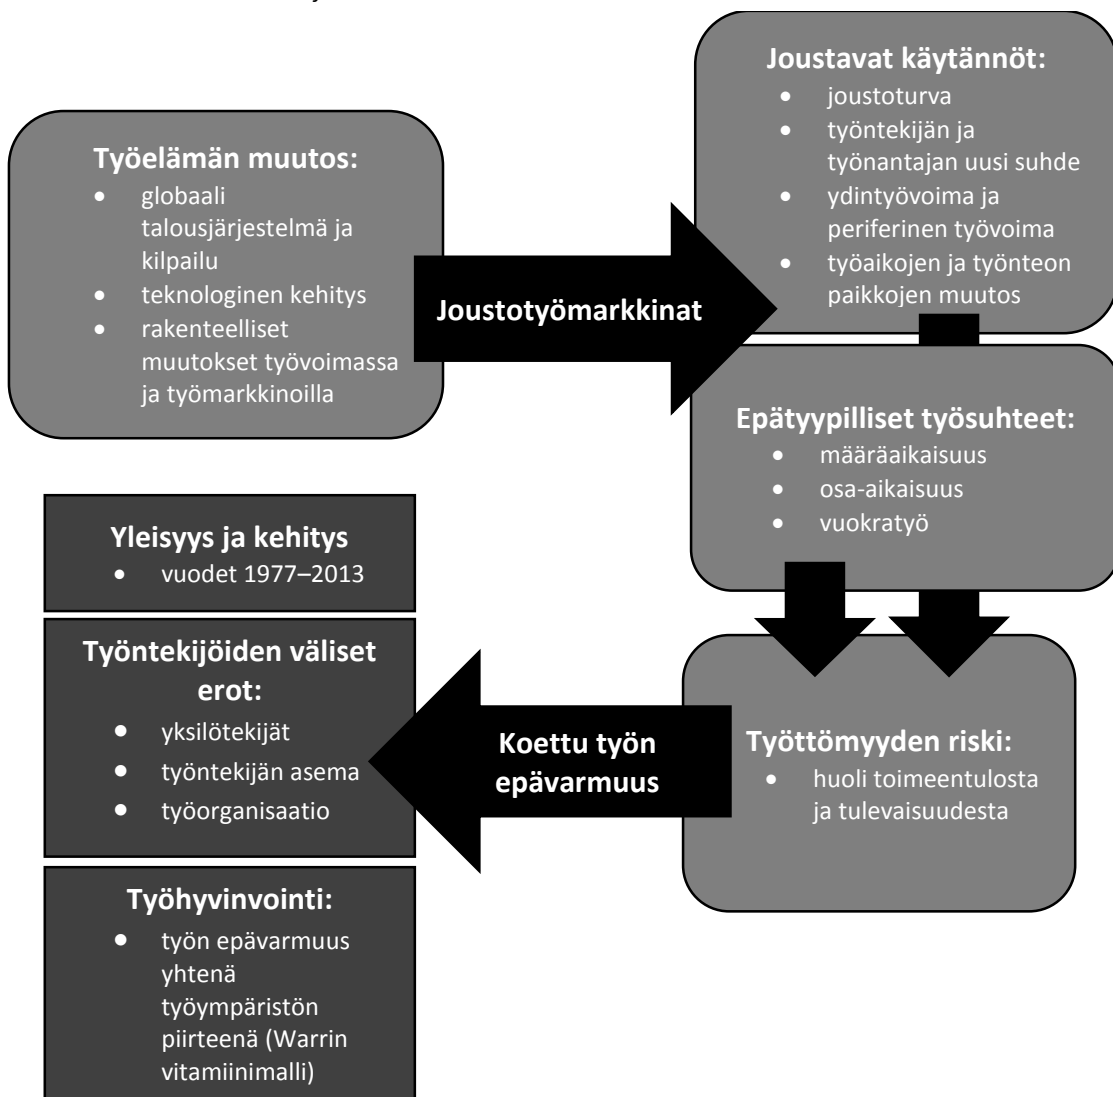 Työelämän muutos:
• globaali
talousjärjestelmä ja
kilpailu
• teknologinen kehitys
• rakenteelliset
muutokset työvoimassa
ja työmarkkinoilla
Joustotyömarkkinat
Joustavat käytännöt:
• joustoturva
• työntekijän ja
työnantajan uusi suhde
• ydintyövoima ja
periferinen työvoima
• työaikojen ja työnteon
paikkojen muutos
Epätyypilliset työsuhteet:
• määräaikaisuus
• osa-aikaisuus
• vuokratyö
Työttömyyden riski:
• huoli toimeentulosta
ja tulevaisuudesta
Koettu työn
epävarmuus
Yleisyys ja kehitys
• vuodet 1977–2013
Työntekijöiden väliset
erot:
• yksilötekijät
• työntekijän asema
• työorganisaatio
Työhyvinvointi:
• työn epävarmuus
yhtenä
työympäristön
piirteenä (Warrin
vitamiinimalli)